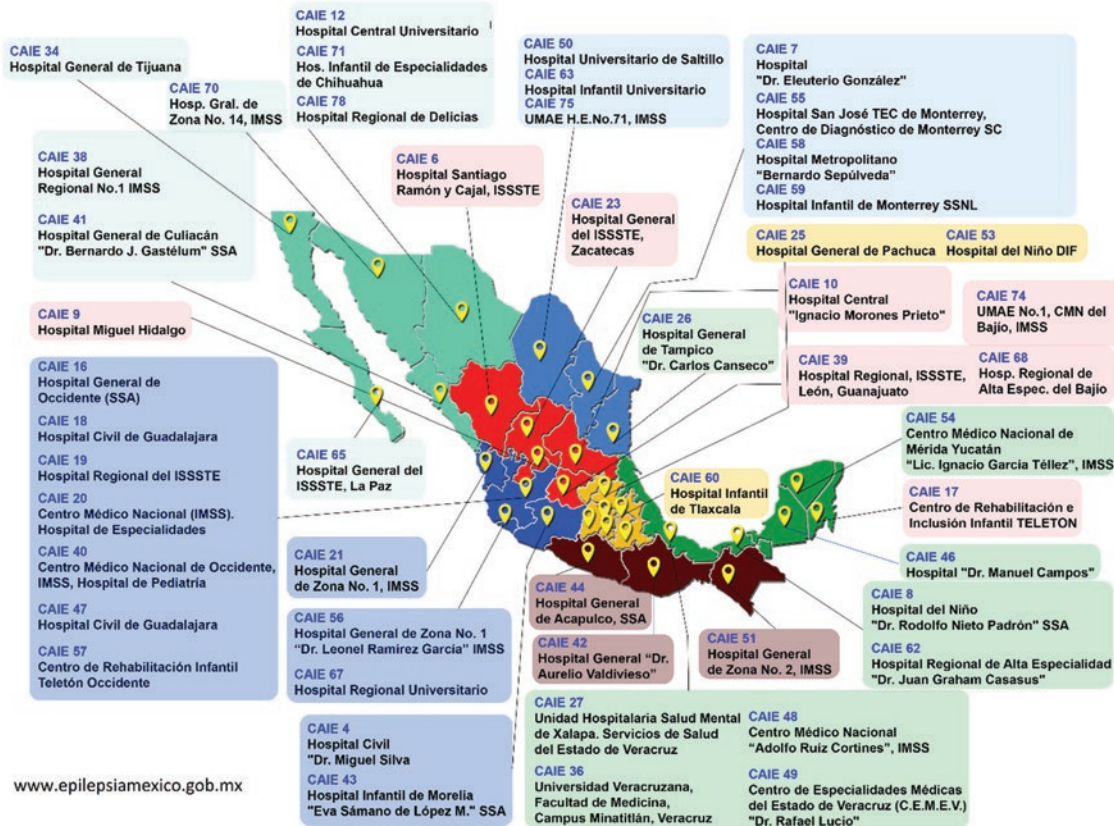 CAIE 34
Hospital General de Tijuana
CAIE 70
Hosp. Gral. de
Zona No. 14, IMSS
CAIE 12
Hospital Central Universitario
CAIE 71
Hos. Infantil de Especialidades
de Chihuahua
CAIE 78
Hospital Regional de Delicias
CAIE 50
Hospital Universitario de Saltillo
CAIE 63
Hospital Infantil Universitario
CAIE 75
UMAE H.E.No.71, IMSS
CAIE 7
Hospital
"Dr. Eleuterio González"
CAIE 55
Hospital San José TEC de Monterrey,
Centro de Diagnóstico de Monterrey SC
CAIE 58
Hospital Metropolitano
“Bernardo Sepúlveda”
CAIE 59
Hospital Infantil de Monterrey SSNL
CAIE 38
Hospital General
Regional No.1 IMSS
CAIE 41
Hospital General de Culiacán
"Dr. Bernardo J. Gastélum" SSA
CAIE 6
Hospital Santiago
Ramón y Cajal, ISSSTE
CAIE 23
Hospital General
del ISSSTE,
Zacatecas
CAIE 25
Hospital General de Pachuca
CAIE 53
Hospital del Niño DIF
CAIE 9
Hospital Miguel Hidalgo
CAIE 10
Hospital Central
"Ignacio Morones Prieto"
CAIE 74
UMAE No.1, CMN del
Bajío, IMSS
CAIE 26
Hospital General
de Tampico
"Dr. Carlos Canseco"
CAIE 39
Hospital Regional, ISSSTE,
León, Guanajuato
CAIE 68
Hosp. Regional de
Alta Espec. del Bajio
CAIE 16
Hospital General de
Occidente (SSA)
CAIE 18
Hospital Civil de Guadalajara
CAIE 19
Hospital Regional del ISSSTE
CAIE 20
Centro Médico Nacional (IMSS).
Hospital de Especialidades
CAIE 40
Centro Médico Nacional de Occidente,
IMSS, Hospital de Pediatría
CAIE 47
Hospital Civil de Guadalajara
CAIE 57
Centro de Rehabilitación Infantil
Teletón Occidente
CAIE 65
Hospital General del
ISSSTE, La Paz
CAIE 60
Hospital Infantil
de Tlaxcala
CAIE 54
Centro Médico Nacional de
Mérida Yucatán
“Lic. Ignacio García Téllez”, IMSS
CAIE 17
Centro de Rehabilitación e
Inclusión Infantil TELETON
CAIE 46
Hospital "Dr. Manuel Campos"
CAIE 21
Hospital General
de Zona No. 1, IMSS
CAIE 44
Hospital General
de Acapulco, SSA
CAIE 8
Hospital del Niño
"Dr. Rodolfo Nieto Padrón" SSA
CAIE 62
Hospital Regional de Alta Especialidad
"Dr. Juan Graham Casasus"
CAIE 56
Hospital General de Zona No. 1
“Dr. Leonel Ramírez García” IMSS
CAIE 67
Hospital Regional Universitario
CAIE 42
Hospital General “Dr.
Aurelio Valdivieso”
CAIE 51
Hospital General
de Zona No. 2, IMSS
CAIE 4
Hospital Civil
"Dr. Miguel Silva
CAIE 43
Hospital Infantil de Morelia
"Eva Sámano de López M." SSA
CAIE 27
Unidad Hospitalaria Salud Mental
de Xalapa. Servicios de Salud
del Estado de Veracruz
CAIE 36
Universidad Veracruzana,
Facultad de Medicina,
Campus Minatitlán, Veracruz
CAIE 48
Centro Médico Nacional
“Adolfo Ruiz Cortines”, IMSS
CAIE 49
Centro de Especialidades Médicas
del Estado de Veracruz (C.E.M.E.V.)
"Dr. Rafael Lucio"
www.epilepsiamexico.gob.mx